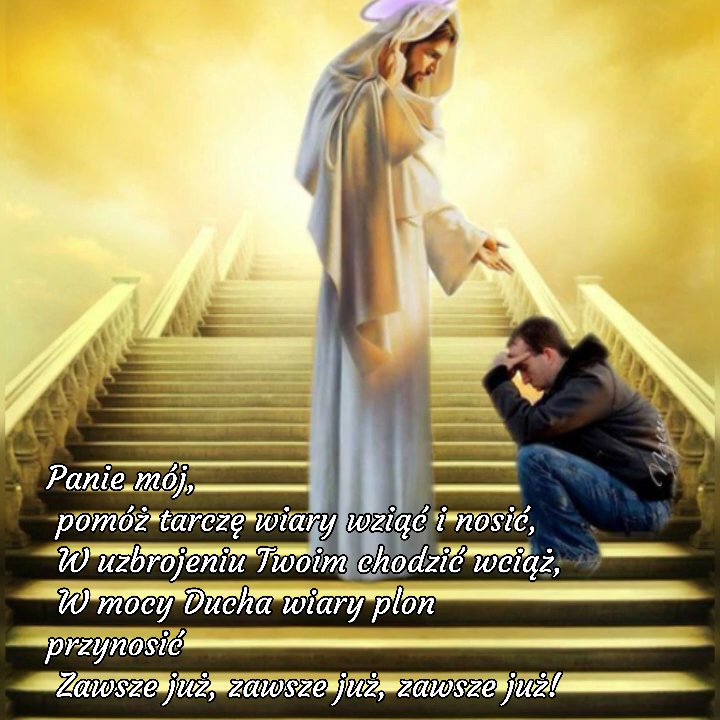 Panie mój,
pomóż tarczę wiary wziąć i nosić,
W uzbrojeniu Twoim chodzić wciąż,
W mocy Ducha wiary plon
przynosić
Zawsze już, zawsze już, zawsze już!